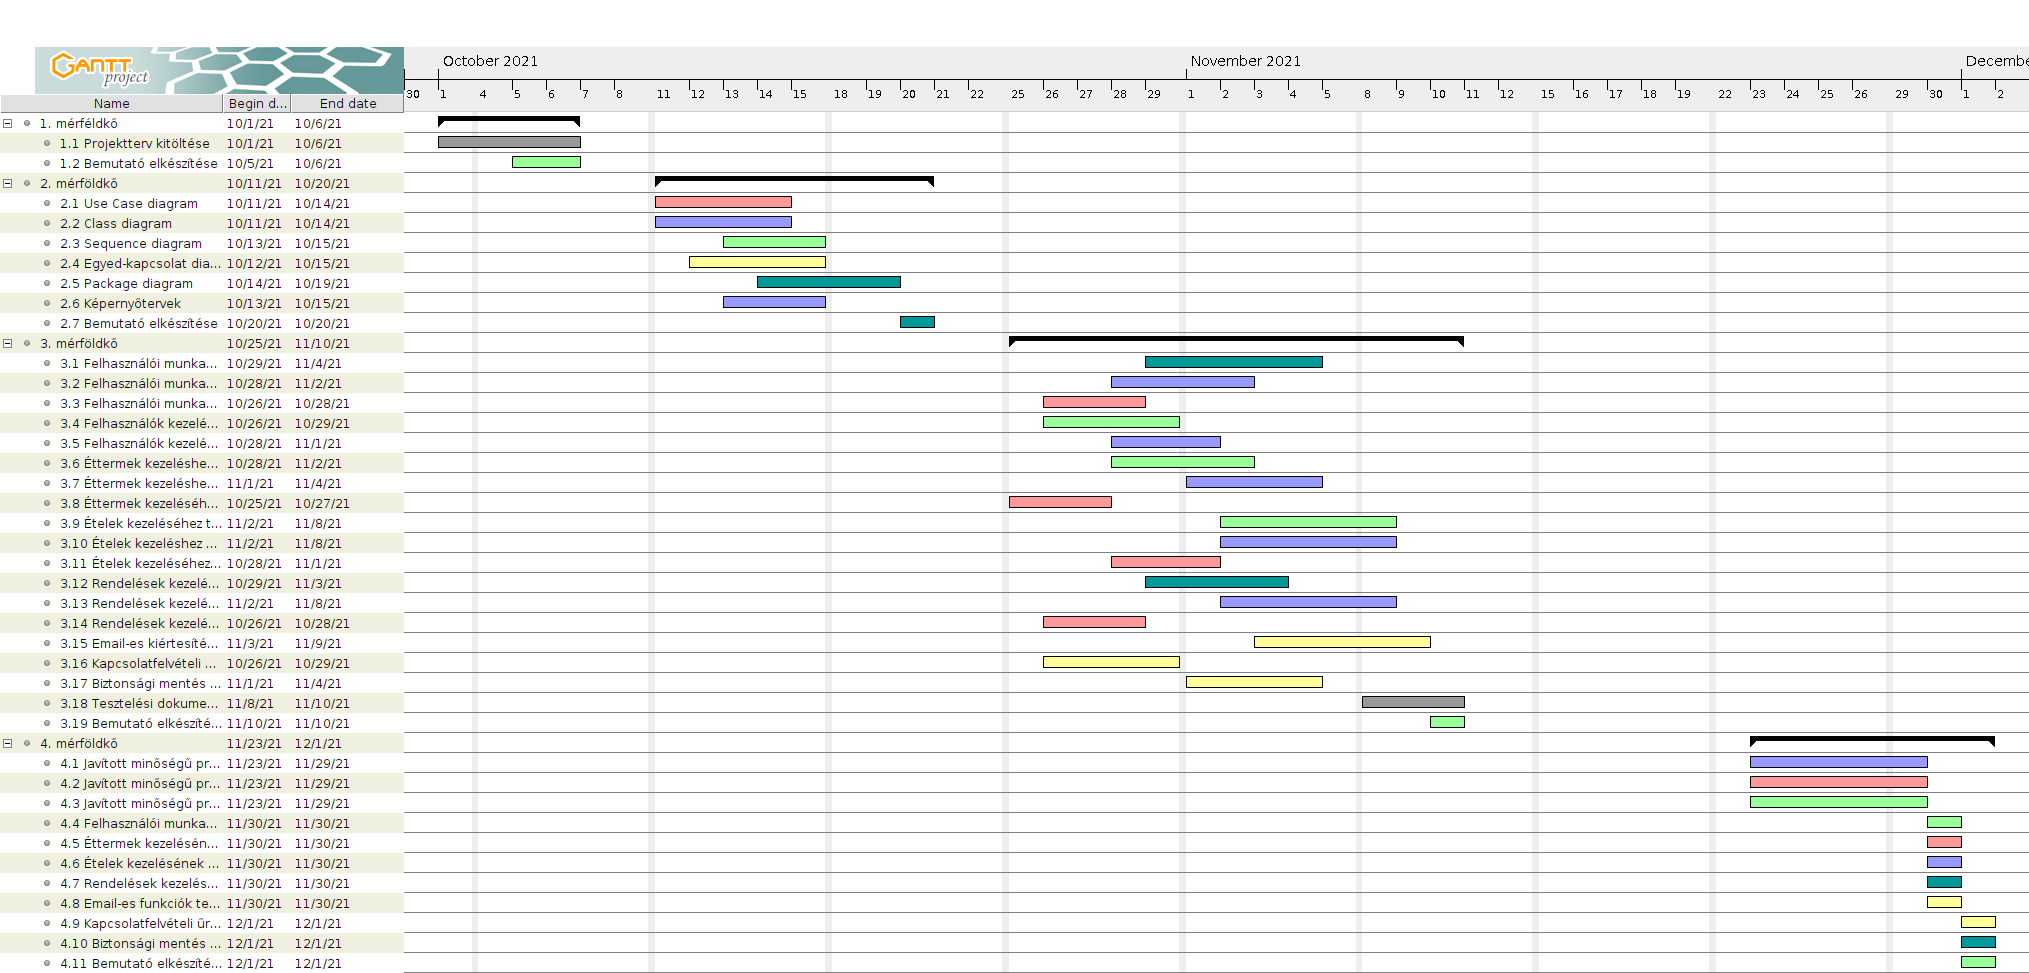 GANTT
project
October 2021 November 2021 Decembe
30 1 4 5 6 7 8 11 12 13 14 15 18 19 20 21 22 25 26 27 28 29 1 2 3 4 5 8 9 10 11 12 15 16 17 18 19 22 23 24 25 26 29 30 1 2
Name Begin d... End date
1. mérféldkő 10/1/21 10/6/21
1.1 Projektterv kitöltése 10/1/21 10/6/21
1.2 Bemutató elkészítése 10/5/21 10/6/21
2. mérföldkő 10/11/21 10/20/21
2.1 Use Case diagram 10/11/21 10/14/21
2.2 Class diagram 10/11/21 10/14/21
2.3 Sequence diagram 10/13/21 10/15/21
2.4 Egyed-kapcsolat dia... 10/12/21 10/15/21
2.5 Package diagram 10/14/21 10/19/21
2.6 Képernyőtervek 10/13/21 10/15/21
2.7 Bemutató elkészítése 10/20/21 10/20/21
3. mérföldkő 10/25/21 11/10/21
3.1 Felhasználói munka... 10/29/21 11/4/21
3.2 Felhasználói munka... 10/28/21 11/2/21
3.3 Felhasználói munka... 10/26/21 10/28/21
3.4 Felhasználók kezelé... 10/26/21 10/29/21
3.5 Felhasználók kezelé... 10/28/21 11/1/21
3.6 Éttermek kezeléshe... 10/28/21 11/2/21
3.7 Éttermek kezeléshe... 11/1/21 11/4/21
3.8 Éttermek kezeléséh... 10/25/21 10/27/21
3.9 Ételek kezeléséhez t... 11/2/21 11/8/21
3.10 Ételek kezeléshez ... 11/2/21 11/8/21
3.11 Ételek kezeléséhez... 10/28/21 11/1/21
3.12 Rendelések kezelé... 10/29/21 11/3/21
3.13 Rendelések kezelé... 11/2/21 11/8/21
3.14 Rendelések kezelé... 10/26/21 10/28/21
3.15 Email-es kiértesíté... 11/3/21 11/9/21
3.16 Kapcsolatfelvételi ... 10/26/21 10/29/21
3.17 Biztonsági mentés ... 11/1/21 11/4/21
3.18 Tesztelési dokume... 11/8/21 11/10/21
3.19 Bemutató elkészíté... 11/10/21 11/10/21
4. mérföldkő 11/23/21 12/1/21
4.1 Javított minőségű pr... 11/23/21 11/29/21
4.2 Javított minőségű pr... 11/23/21 11/29/21
4.3 Javított minőségű pr... 11/23/21 11/29/21
4.4 Felhasználói munka... 11/30/21 11/30/21
4.5 Éttermek kezelésén... 11/30/21 11/30/21
4.6 Ételek kezelésének ... 11/30/21 11/30/21
4.7 Rendelések kezelés... 11/30/21 11/30/21
4.8 Email-es funkciók te... 11/30/21 11/30/21
4.9 Kapcsolatfelvételi űr... 12/1/21 12/1/21
4.10 Biztonsági mentés ... 12/1/21 12/1/21
4.11 Bemutató elkészíté... 12/1/21 12/1/21